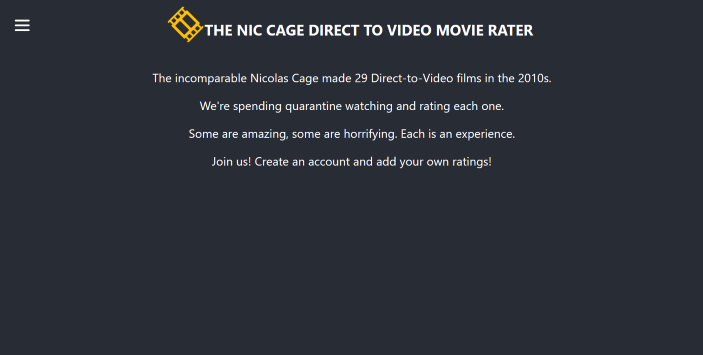 THE NIC CAGE DIRECT TO VIDEO MOVIE RATER
The incomparable Nicolas Cage made 29 Direct-to-Video films in the 2010s.
We're spending quarantine watching and rating each one.
Some are amazing, some are horrifying. Each is an experience.
Join us! Create an account and add your own ratings!